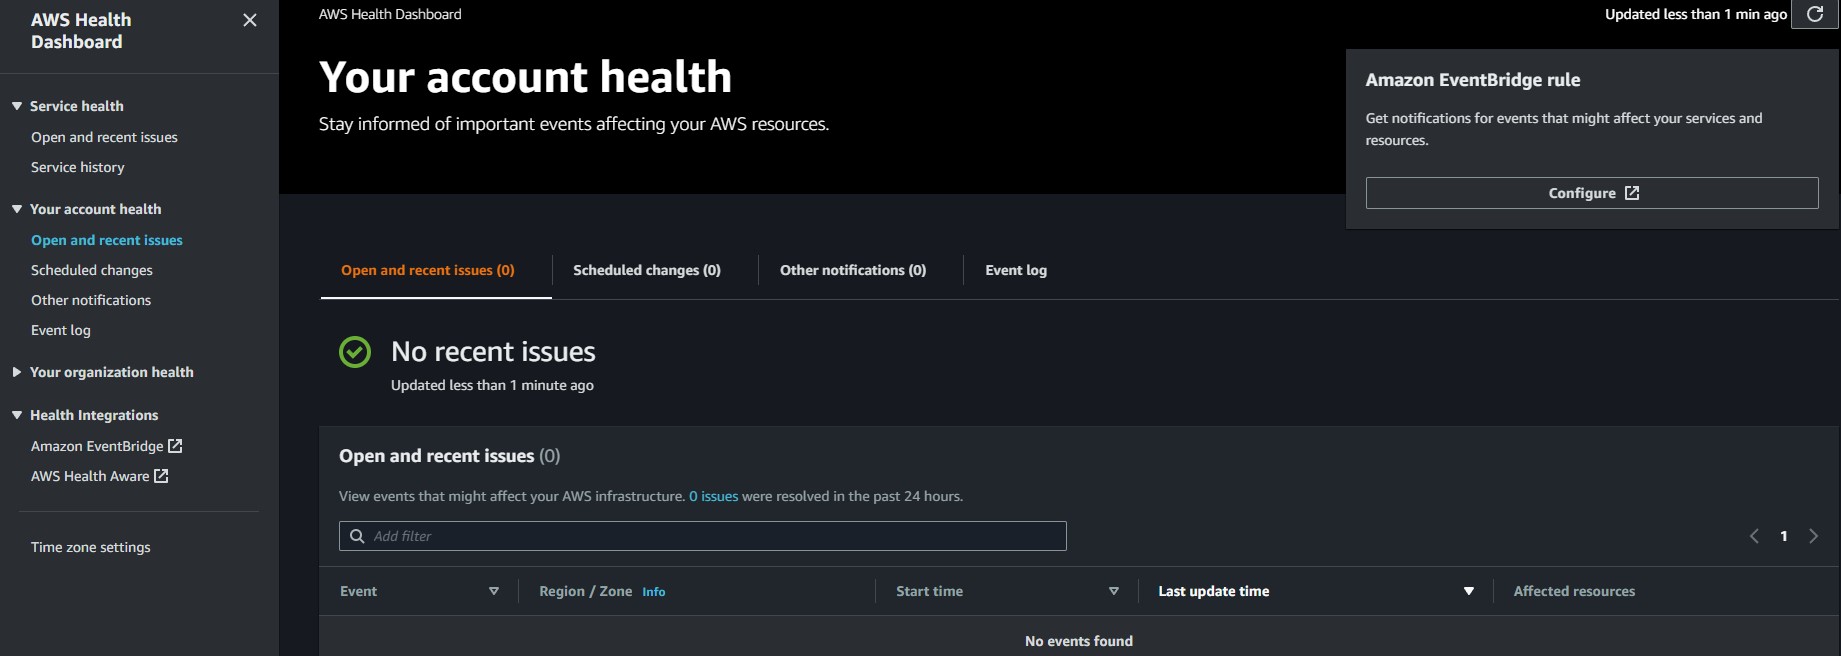 AWS Health
Dashboard
Service health
Open and recent issues
Service history
Your account health
Open and recent issues
Scheduled changes
Other notifications
Event log
Your organization health
Health Integrations
Amazon EventBridge
AWS Health Aware
Time zone settings
AWS Health Dashboard
Updated less than 1 min ago
Your account health
Stay informed of important events affecting your AWS resources.
Amazon EventBridge rule
Get notifications for events that might affect your services and
resources.
Configure
Open and recent issues (0) Scheduled changes (0) Other notifications (0) Event log
No recent issues
Updated less than 1 minute ago
Open and recent issues (0)
View events that might affect your AWS infrastructure. 0 issues were resolved in the past 24 hours.
Add filter
1
Event Region / Zone Info Start time Last update time Affected resources
No events found